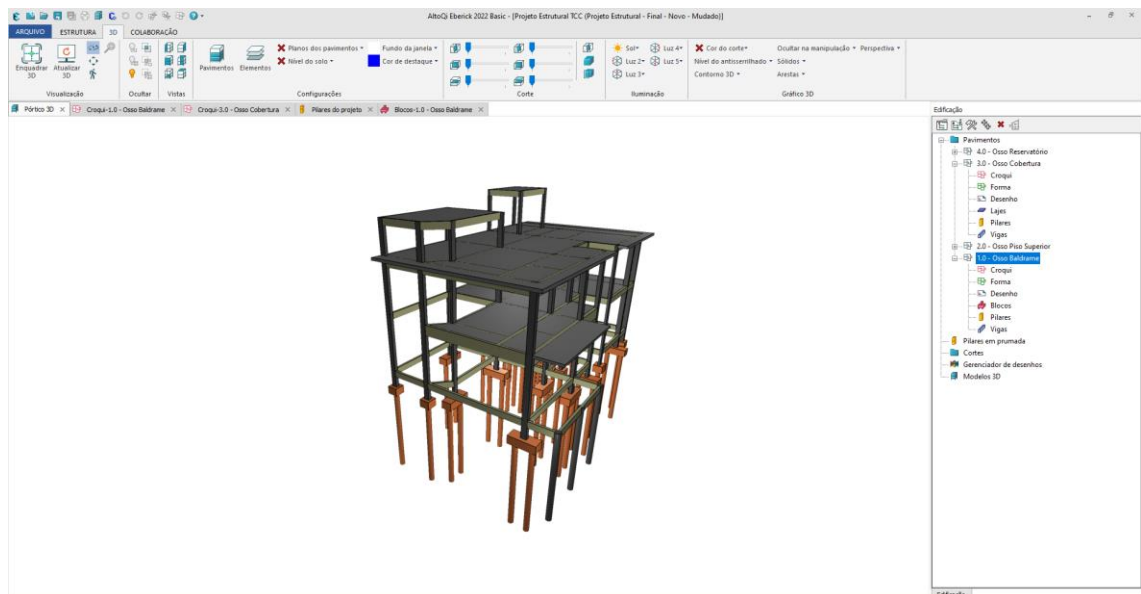 AltoQi Eberick 2022 Basic - [Projeto Estrutural TCC (Projeto Estrutural - Final - Novo - Mudado)]
ARQUIVO ESTRUTURA 3D COLABORAÇÃO
Enquadrar 3D
Atualizar 3D
Visualização
Ocultar
Vistas
Pavimentos Elementos
Planos dos pavimentos
Nível do solo
Fundo da janela
Cor de destaque
Configurações
Corte
Sol Luz 4
Luz 2 Luz 5
Luz 3
Iluminação
Cor do corte Ocultar na manipulação Perspectiva
Nível do antisserrilhado Sólidos
Contorno 3D Arestas
Gráfico 3D
Pórtico 3D Croqui-1.0 - Osso Baldrame Croqui-3.0 - Osso Cobertura Pilares do projeto Blocos-1.0 - Osso Baldrame
Edificação
Pavimentos
4.0 - Osso Reservatório
3.0 - Osso Cobertura
Croqui
Forma
Desenho
Lajes
Pilares
Vigas
2.0 - Osso Piso Superior
1.0 - Osso Baldrame
Croqui
Forma
Desenho
Blocos
Pilares
Vigas
Pilares em prumada
Cortes
Gerenciador de desenhos
Modelos 3D
Edificação